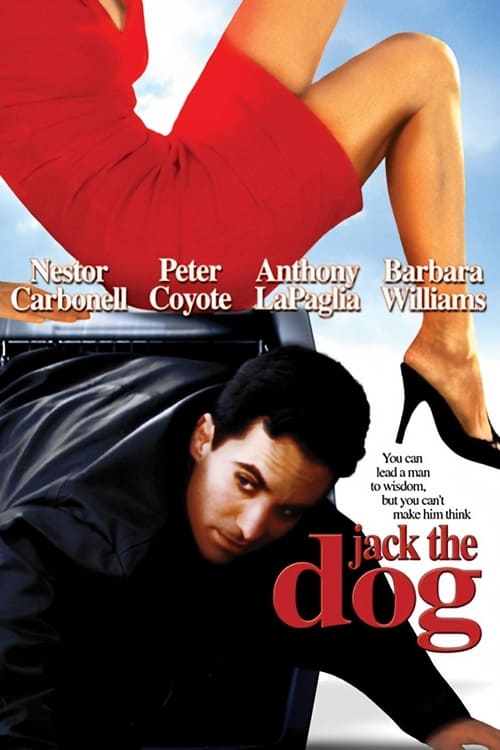 Nestor Peter Anthony Barbara
Carbonell Coyote LaPaglia Williams
You can
lead a man
to wisdom,
but you can't
make him think
jack the
dog